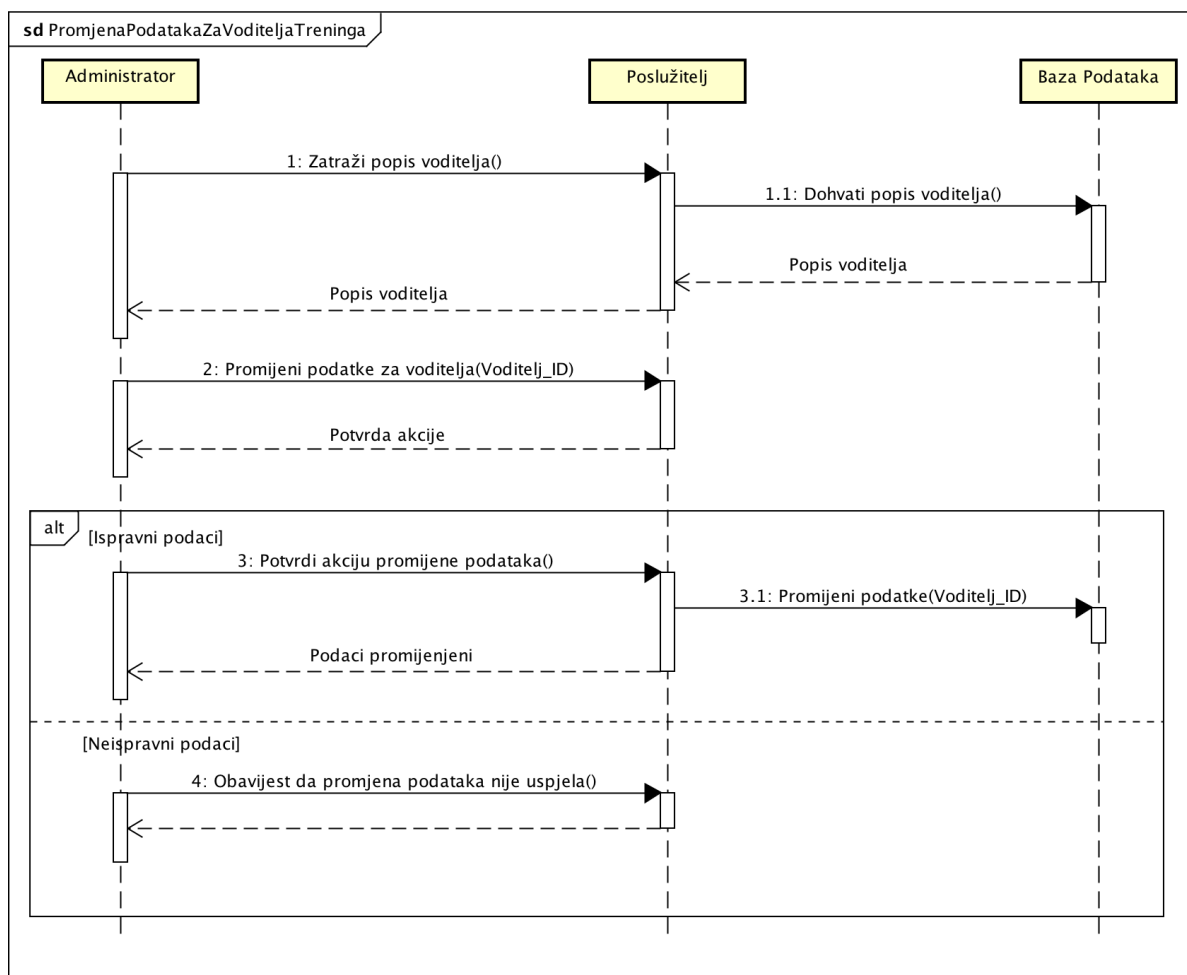 sd PromjenaPodatakaZaVoditeljaTreninga
Administrator
Poslužitelj
Baza Podataka
1: Zatraži popis voditelja()
1.1: Dohvati popis voditelja()
Popis voditelja
Popis voditelja
2: Promijeni podatke za voditelja(Voditelj_ID)
Potvrda akcije
alt
[Ispravni podaci]
3: Potvrdi akciju promijene podataka()
3.1: Promijeni podatke(Voditelj_ID)
Podaci promijenjeni
[Neispravni podaci]
4: Obavijest da promjena podataka nije uspjela()